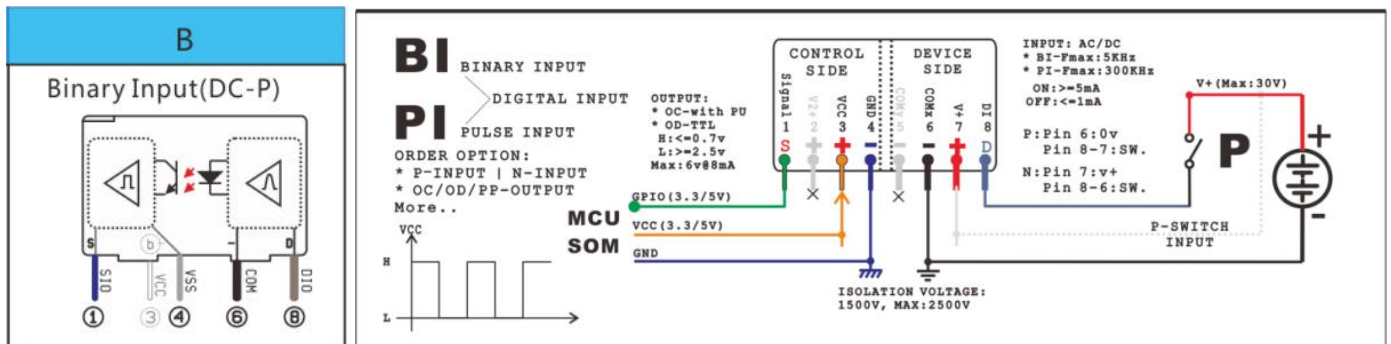 B
Binary Input(DC-P)
S
b
D
SIO
VCC
VSS
COM
DIO
①
③
④
⑥
⑧
BI BINARY INPUT
DIGITAL INPUT
PI PULSE INPUT
ORDER OPTION:
* P-INPUT | N-INPUT
* OC/OD/PP-OUTPUT
More..
VCC
H
L
OUTPUT:
* OC-with PU
* OD-TTL
H:<=0.7v
L:>=2.5v
Max:6v@8mA
CONTROL SIDE
DEVICE SIDE
Signal 1 S
V2+ 2 +
VCC 3 +
GND 4 -
COMx 5 -
COMx 6 -
V+ 7 +
DI 8 D
MCU
SOM
GPIO(3.3/5V)
VCC(3.3/5V)
GND
ISOLATION VOLTAGE:
1500V, MAX:2500V
INPUT: AC/DC
* BI-Fmax:5KHz
* PI-Fmax:300KHz
ON:>=5mA
OFF:<=1mA
P:Pin 6:0v
Pin 8-7:SW.
N:Pin 7:v+
Pin 8-6:SW.
V+(Max:30V)
P
+
-
P-SWITCH
INPUT